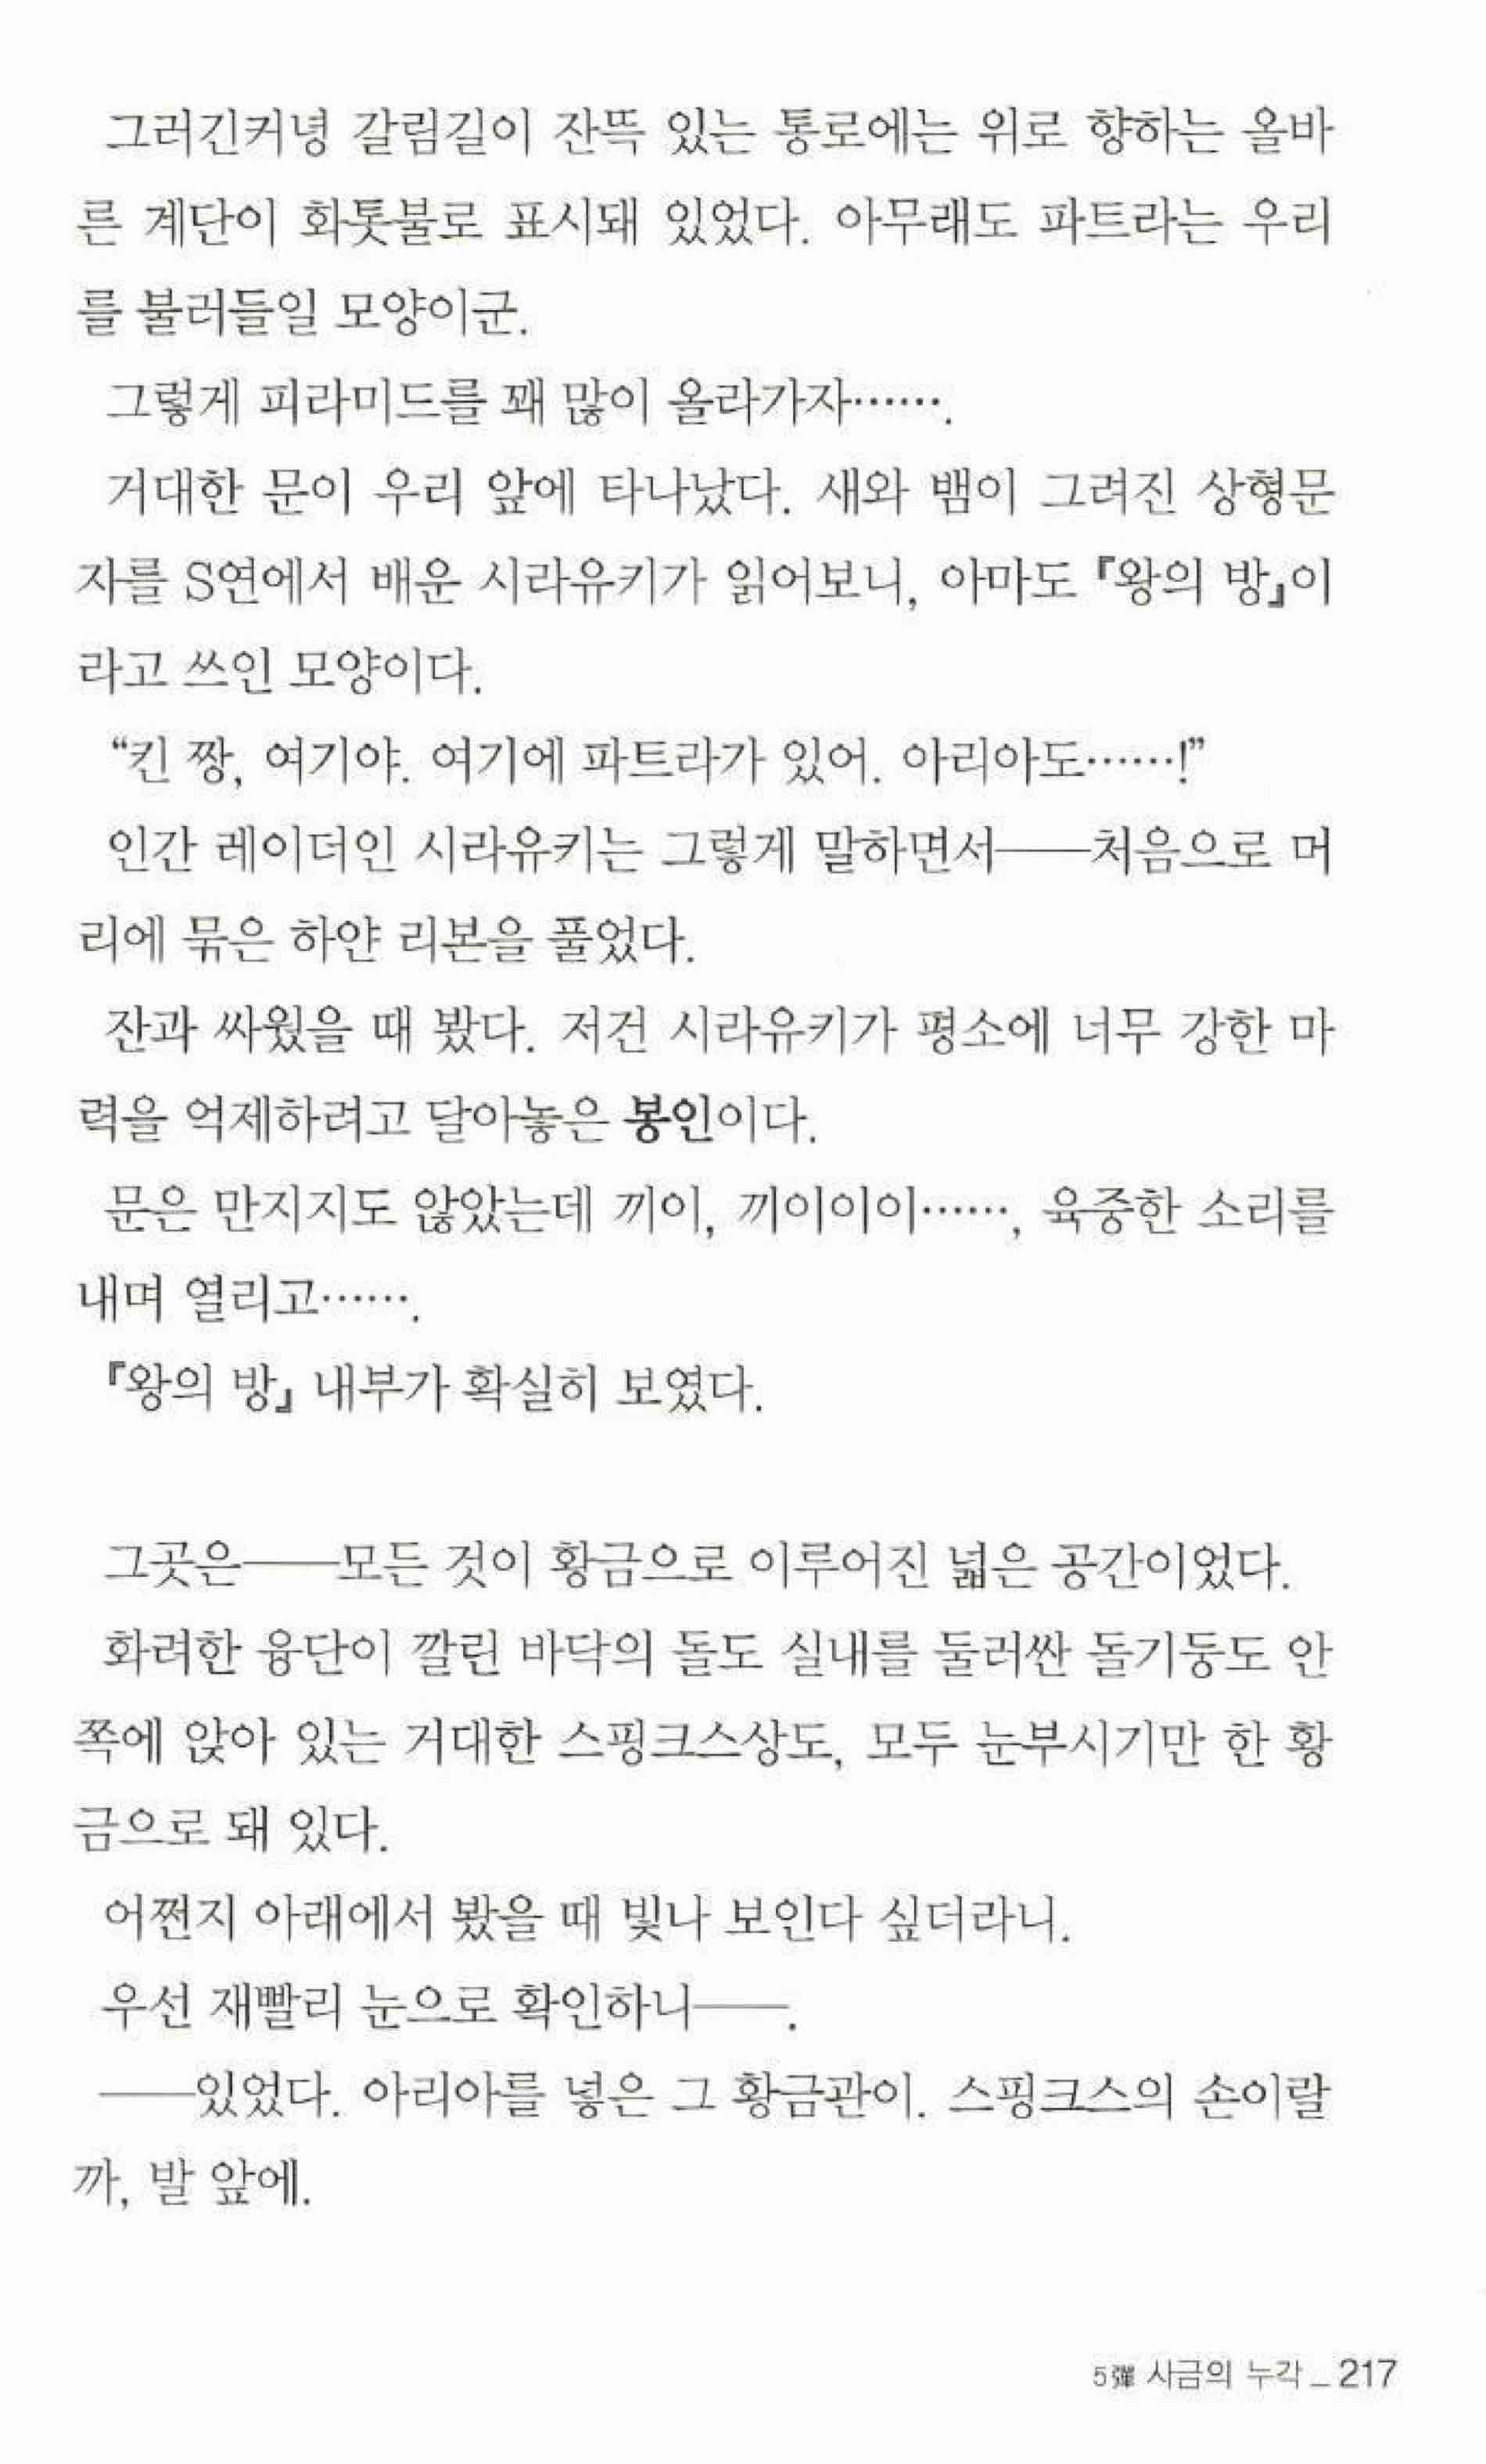 그러긴커녕 갈림길이 잔뜩 있는 통로에는 위로 향하는 올바
른 계단이 화톳불로 표시돼 있었다. 아무래도 파트라는 우리
를 불러들일 모양이군.
그렇게 피라미드를 꽤 많이 올라가자…….
거대한 문이 우리 앞에 타나났다. 새와 뱀이 그려진 상형문
자를 S연에서 배운 시라유키가 읽어보니, 아마도 『왕의 방』이
라고 쓰인 모양이다.
“킨 짱, 여기야. 여기에 파트라가 있어. 아리아도……!”
인간 레이더인 시라유키는 그렇게 말하면서──처음으로 머
리에 묶은 하얀 리본을 풀었다.
잔과 싸웠을 때 봤다. 저건 시라유키가 평소에 너무 강한 마
력을 억제하려고 달아놓은 봉인이다.
문은 만지지도 않았는데 끼이, 끼이이이……, 육중한 소리를
내며 열리고…….
『왕의 방』 내부가 확실히 보였다.
그곳은──모든 것이 황금으로 이루어진 넓은 공간이었다.
화려한 융단이 깔린 바닥의 돌도 실내를 둘러싼 돌기둥도 안
쪽에 앉아 있는 거대한 스핑크스상도, 모두 눈부시기만 한 황
금으로 돼 있다.
어쩐지 아래에서 봤을 때 빛나 보인다 싶더라니.
우선 재빨리 눈으로 확인하니──.
──있었다. 아리아를 넣은 그 황금관이. 스핑크스의 손이랄
까, 발 앞에.
5彈 사금의 누각 _ 217